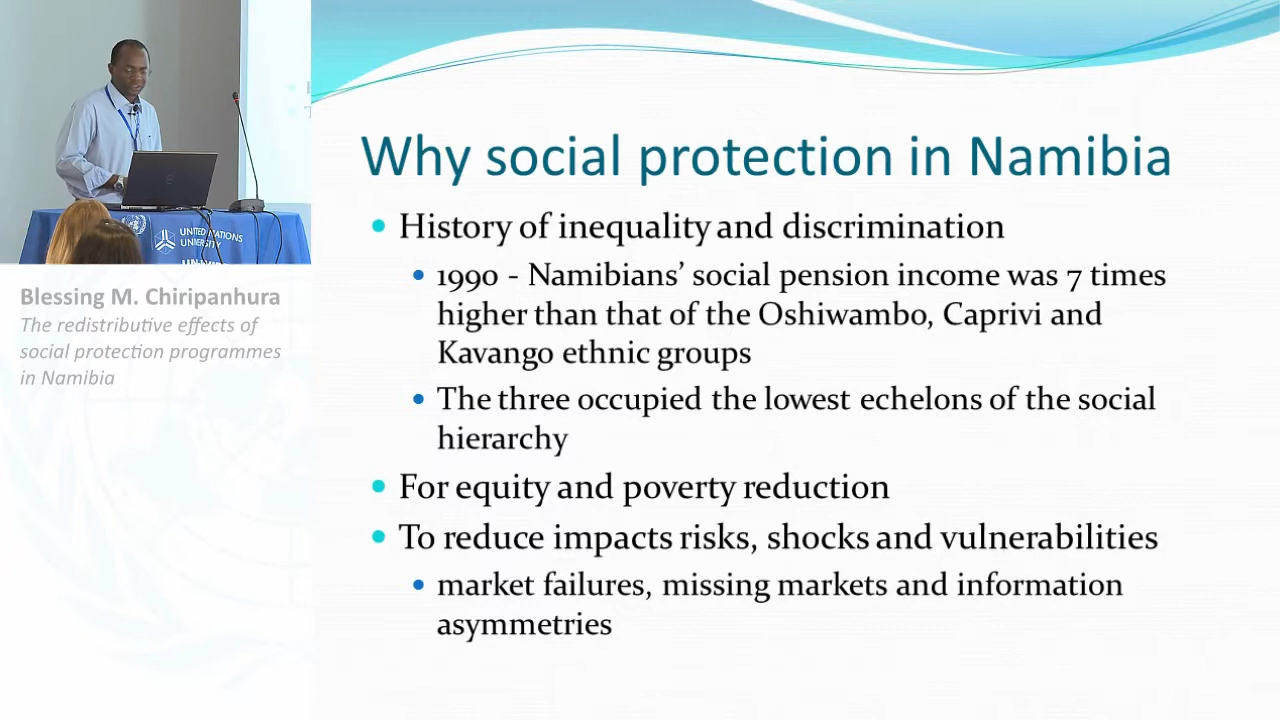 Why social protection in Namibia
History of inequality and discrimination
1990 - Namibians’ social pension income was 7 times
higher than that of the Oshiwambo, Caprivi and
Kavango ethnic groups
The three occupied the lowest echelons of the social
hierarchy
For equity and poverty reduction
To reduce impacts risks, shocks and vulnerabilities
market failures, missing markets and information
asymmetries
UNITED NATIONS
UNIVERSITY
Blessing M. Chiripanhura
The redistributive effects of
social protection programmes
in Namibia